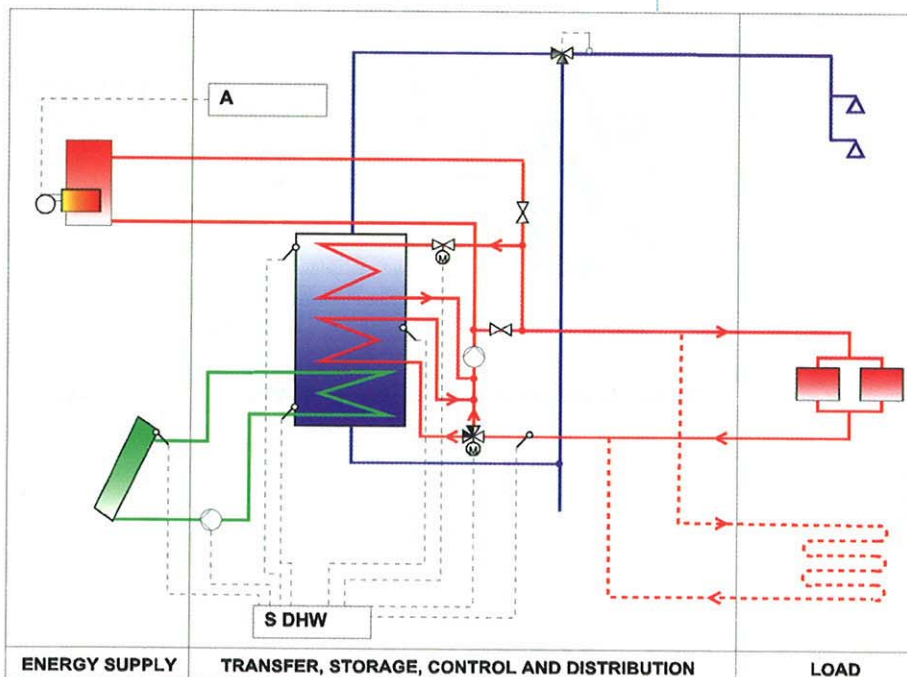 A
M
M
S DHW
ENERGY SUPPLY
TRANSFER, STORAGE, CONTROL AND DISTRIBUTION
LOAD